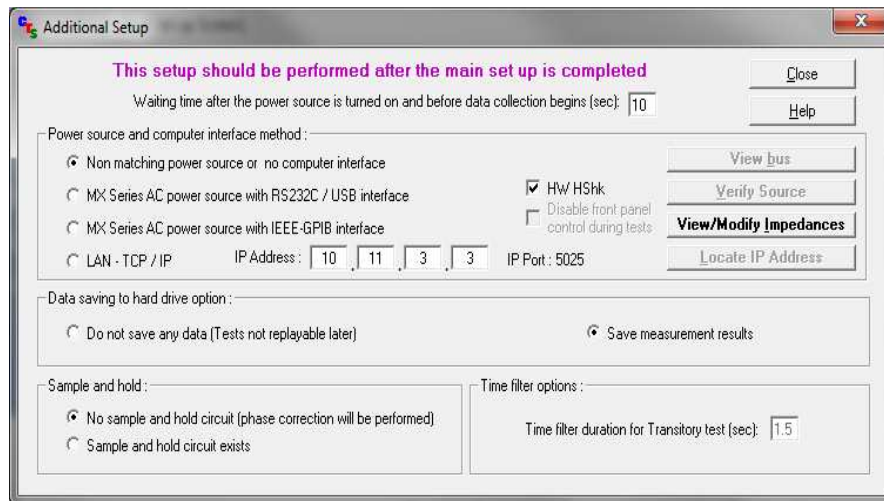 CTS Additional Setup
X
This setup should be performed after the main set up is completed
Close
Waiting time after the power source is turned on and before data collection begins (sec): 10
Help
Power source and computer interface method :
Non matching power source or no computer interface
View bus
MX Series AC power source with RS232C / USB interface
HW HShk
Verify Source
MX Series AC power source with IEEE-GPIB interface
Disable front panel
control during tests
View/Modify Impedances
LAN - TCP / IP
IP Address : 10 . 11 . 3 . 3
IP Port : 5025
Locate IP Address
Data saving to hard drive option :
Do not save any data (Tests not replayable later)
Save measurement results
Sample and hold :
No sample and hold circuit (phase correction will be performed)
Sample and hold circuit exists
Time filter options :
Time filter duration for Transitory test (sec): 1.5